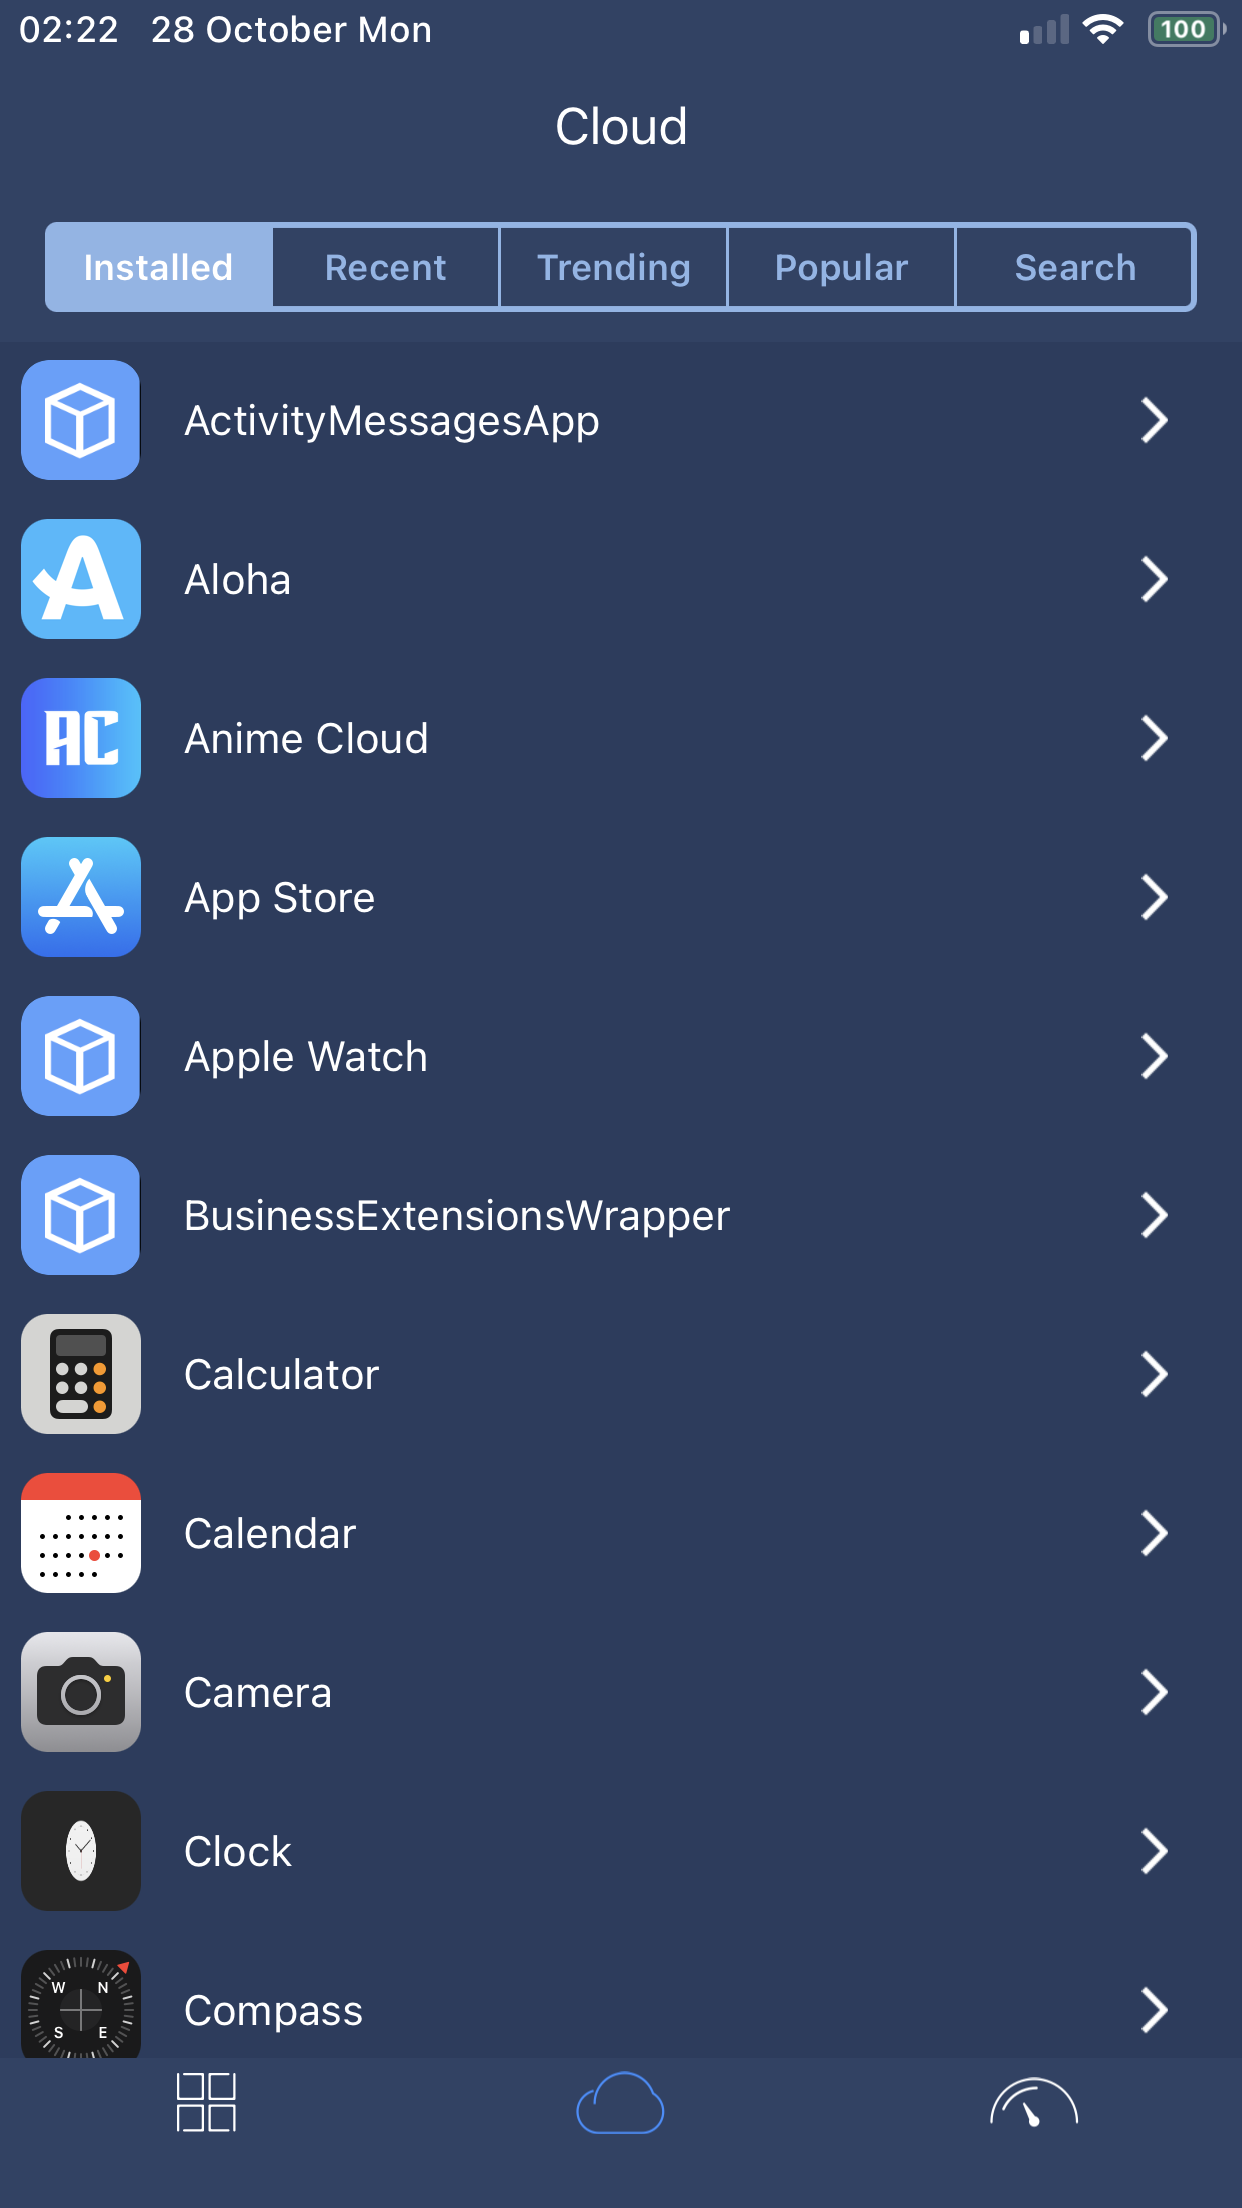 02:22 28 October Mon 100
Cloud
Installed Recent Trending Popular Search
ActivityMessagesApp
A Aloha
AC Anime Cloud
App Store
Apple Watch
BusinessExtensionsWrapper
Calculator
Calendar
Camera
Clock
W N
Compass
S E